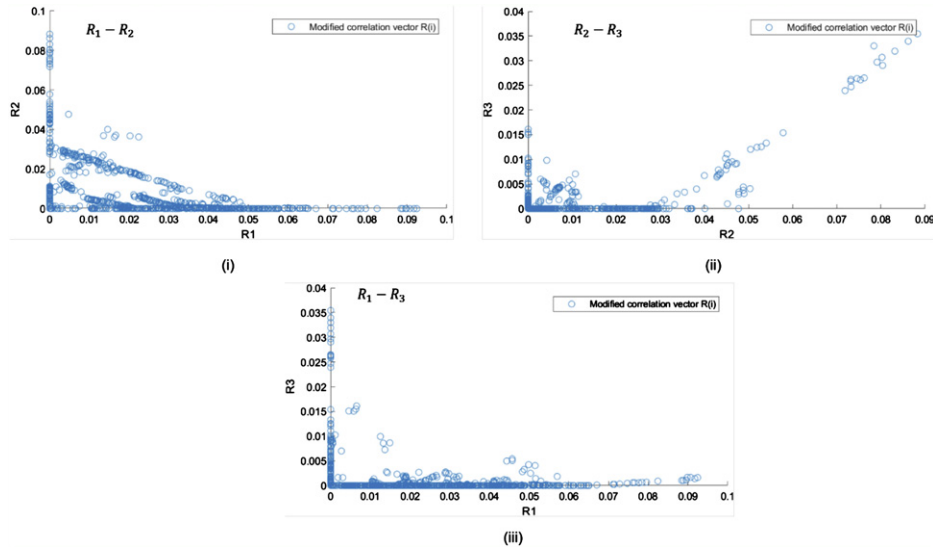 0.1
R₁ − R₂
Modified correlation vector R(i)
0.08
0.06
R2
0.04
0.02
0
0 0.01 0.02 0.03 0.04 0.05 0.06 0.07 0.08 0.09 0.1
R1
(i)
0.04
R₂ − R₃
Modified correlation vector R(i)
0.035
0.03
0.025
R3
0.02
0.015
0.01
0.005
0
0 0.01 0.02 0.03 0.04 0.05 0.06 0.07 0.08 0.09
R2
(ii)
0.04
R₁ − R₃
Modified correlation vector R(i)
0.035
0.03
0.025
R3
0.02
0.015
0.01
0.005
0
0 0.01 0.02 0.03 0.04 0.05 0.06 0.07 0.08 0.09 0.1
R1
(iii)